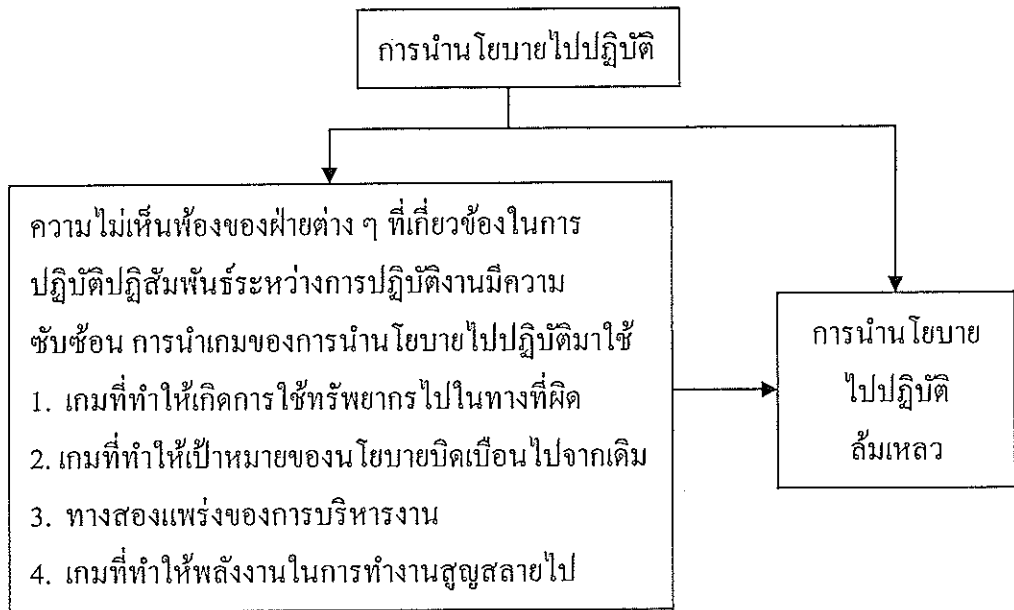 การนำนโยบายไปปฏิบัติ
ความไม่เห็นพ้องของฝ่ายต่าง ๆ ที่เกี่ยวข้องในการ
ปฏิบัติปฏิสัมพันธ์ระหว่างการปฏิบัติงานมีความ
ซับซ้อน การนำเกมของการนำนโยบายไปปฏิบัติมาใช้
1. เกมที่ทำให้เกิดการใช้ทรัพยากรไปในทางที่ผิด
2. เกมที่ทำให้เป้าหมายของนโยบายบิดเบือนไปจากเดิม
3. ทางสองแพร่งของการบริหารงาน
4. เกมที่ทำให้พลังงานในการทำงานสูญสลายไป
การนำนโยบาย
ไปปฏิบัติ
ล้มเหลว